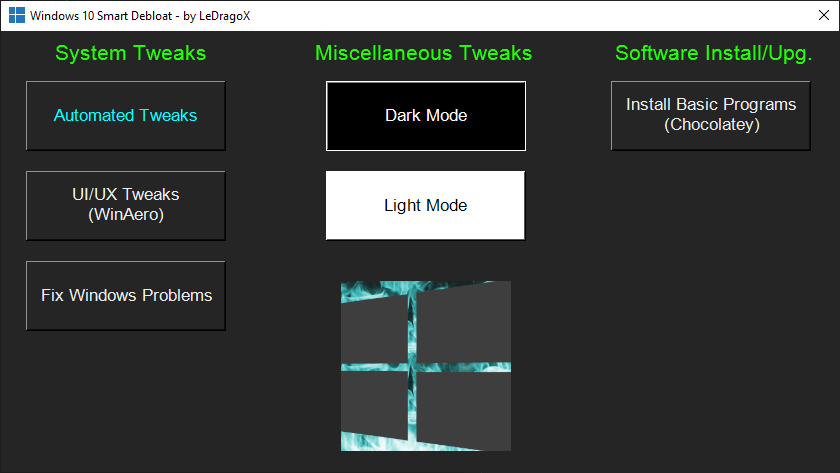 Windows 10 Smart Debloat - by LeDragoX
System Tweaks
Automated Tweaks
UI/UX Tweaks
(WinAero)
Fix Windows Problems
Miscellaneous Tweaks
Dark Mode
Light Mode
Software Install/Upg.
Install Basic Programs
(Chocolatey)